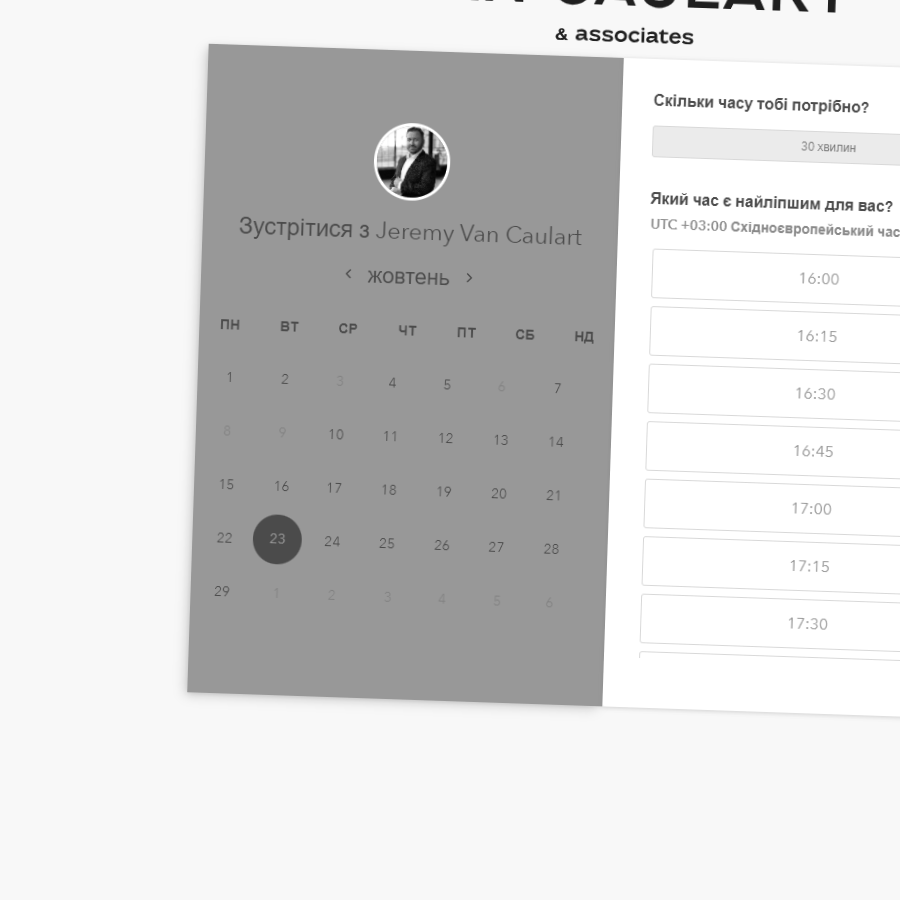 CAULART
& associates
Зустрітися з Jeremy Van Caulart
жовтень
ПН ВТ СР ЧТ ПТ СБ НД
1 2 3 4 5 6 7
8 9 10 11 12 13 14
15 16 17 18 19 20 21
22 23 24 25 26 27 28
29 1 2 3 4 5 6
Скільки часу тобі потрібно?
30 хвилин
Який час є найліпшим для вас?
UTC +03:00 Східноєвропейський час
16:00
16:15
16:30
16:45
17:00
17:15
17:30